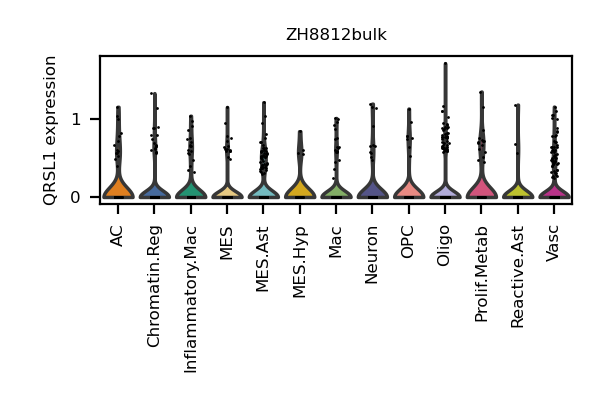 ZH8812bulk
QRSL1 expression
1
0
AC
Chromatin.Reg
Inflammatory.Mac
MES
MES.Ast
MES.Hyp
Mac
Neuron
OPC
Oligo
Prolif.Metab
Reactive.Ast
Vasc